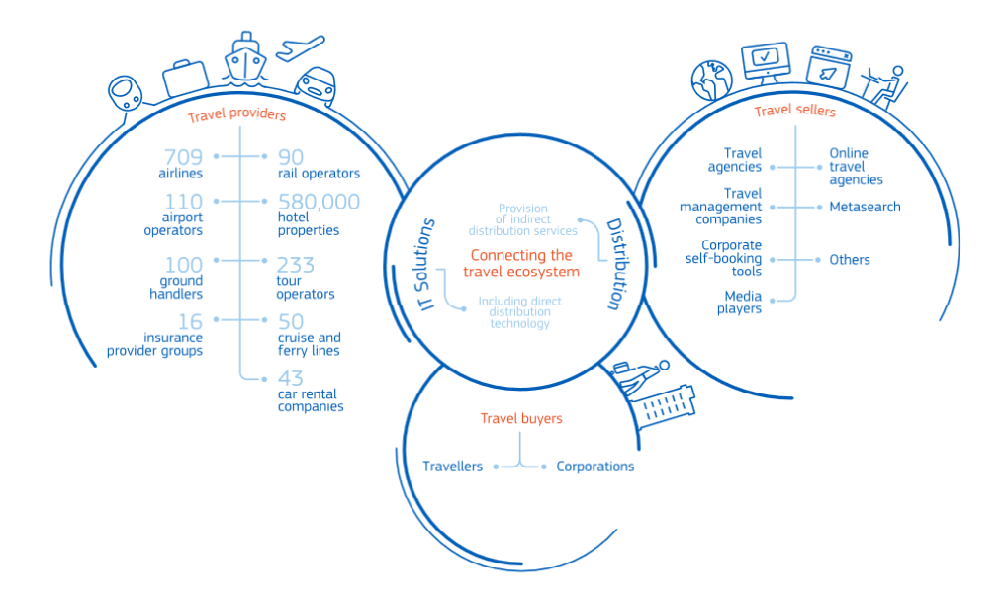 Travel providers
709
airlines
90
rail operators
110
airport
operators
580,000
hotel
properties
100
ground
handlers
233
tour
operators
16
insurance
provider groups
50
cruise and
ferry lines
43
car rental
companies
IT Solutions
Provision
of indirect
distribution services
Connecting the
travel ecosystem
Including direct
distribution
technology
Distribution
Travel buyers
Travellers
Corporations
Travel sellers
Travel
agencies
Online
travel
agencies
Travel
management
companies
Metasearch
Corporate
self-booking
tools
Others
Media
players